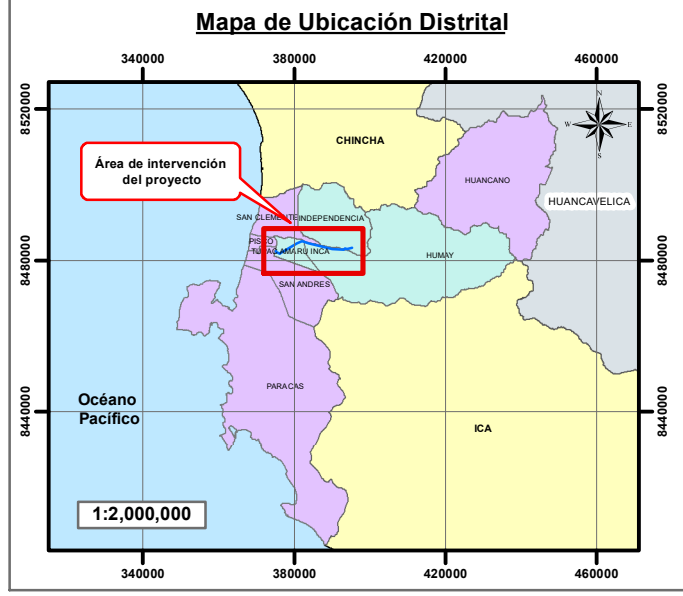 Mapa de Ubicación Distrital
340000 380000 420000 460000
8520000 8520000
N
W E
S
CHINCHA
Área de intervención
del proyecto
HUANCANO
HUANCAVELICA
SAN CLEMENTE INDEPENDENCIA
PISCO
TUPAC AMARU INCA
8480000 8480000
HUMAY
SAN ANDRES
PARACAS
Océano
Pacífico
8440000 8440000
ICA
1:2,000,000
340000 380000 420000 460000